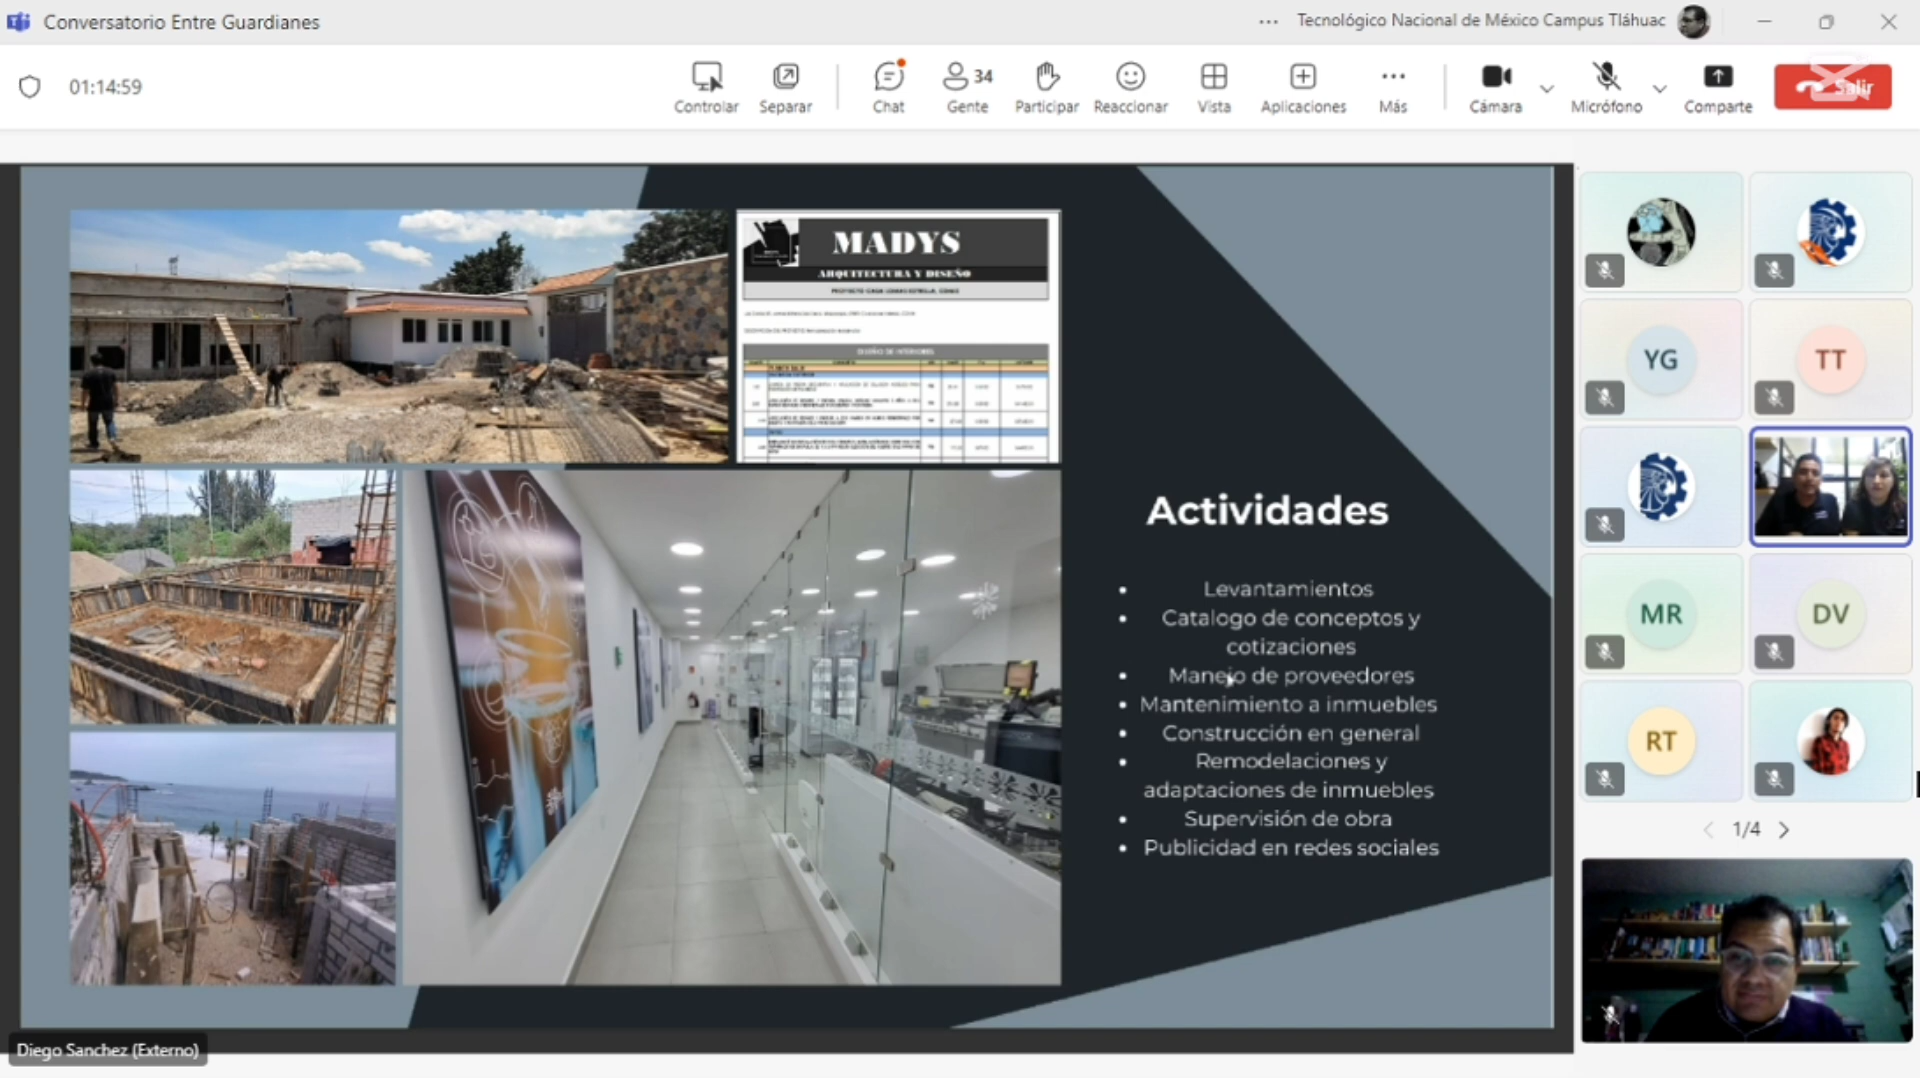 Conversatorio Entre Guardianes
Tecnológico Nacional de México Campus Tláhuac
01:14:59
Controlar
Separar
Chat
34
Gente
Participar
Reaccionar
Vista
Aplicaciones
Más
Cámara
Micrófono
Comparte
Salir
MADYS
ARQUITECTURA Y DISEÑO
DISEÑO DE INTERIORES
Actividades
• Levantamientos
• Catalogo de conceptos y
cotizaciones
• Manejo de proveedores
• Mantenimiento a inmuebles
• Construcción en general
• Remodelaciones y
adaptaciones de inmuebles
• Supervisión de obra
• Publicidad en redes sociales
YG
TT
MR
DV
RT
1/4
Diego Sanchez (Externo)